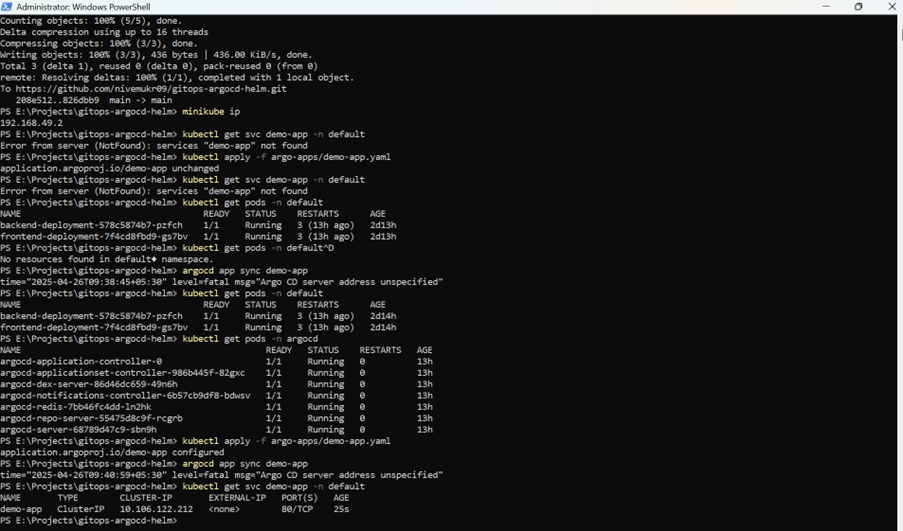 Administrator: Windows PowerShell
Counting objects: 100% (5/5), done.
Delta compression using up to 16 threads
Compressing objects: 100% (3/3), done.
Writing objects: 100% (3/3), 436 bytes | 436.00 KiB/s, done.
Total 3 (delta 1), reused 0 (delta 0), pack-reused 0 (from 0)
remote: Resolving deltas: 100% (1/1), completed with 1 local object.
To https://github.com/nivemukr09/gitops-argocd-helm.git
   208e512..826dbb9  main -> main
PS E:\Projects\gitops-argocd-helm> minikube ip
192.168.49.2
PS E:\Projects\gitops-argocd-helm> kubectl get svc demo-app -n default
Error from server (NotFound): services "demo-app" not found
PS E:\Projects\gitops-argocd-helm> kubectl apply -f argo-apps/demo-app.yaml
application.argoproj.io/demo-app unchanged
PS E:\Projects\gitops-argocd-helm> kubectl get svc demo-app -n default
Error from server (NotFound): services "demo-app" not found
PS E:\Projects\gitops-argocd-helm> kubectl get pods -n default
NAME READY STATUS RESTARTS AGE
backend-deployment-578c5874b7-pzfch 1/1 Running 3 (13h ago) 2d13h
frontend-deployment-7f4cd8fbd9-gs7bv 1/1 Running 3 (13h ago) 2d13h
PS E:\Projects\gitops-argocd-helm> kubectl get pods -n default^D
No resources found in default♦ namespace.
PS E:\Projects\gitops-argocd-helm> argocd app sync demo-app
time="2025-04-26T09:38:45+05:30" level=fatal msg="Argo CD server address unspecified"
PS E:\Projects\gitops-argocd-helm> kubectl get pods -n default
NAME READY STATUS RESTARTS AGE
backend-deployment-578c5874b7-pzfch 1/1 Running 3 (13h ago) 2d14h
frontend-deployment-7f4cd8fbd9-gs7bv 1/1 Running 3 (13h ago) 2d14h
PS E:\Projects\gitops-argocd-helm> kubectl get pods -n argocd
NAME READY STATUS RESTARTS AGE
argocd-application-controller-0 1/1 Running 0 13h
argocd-applicationset-controller-986b445f-82gxc 1/1 Running 0 13h
argocd-dex-server-86d46dc659-49n6h 1/1 Running 0 13h
argocd-notifications-controller-6b57cb9df8-bdwsv 1/1 Running 0 13h
argocd-redis-7bb46fc4dd-ln2hk 1/1 Running 0 13h
argocd-repo-server-55475d8c9f-rcgrb 1/1 Running 0 13h
argocd-server-68789d47c9-sbn9h 1/1 Running 0 13h
PS E:\Projects\gitops-argocd-helm> kubectl apply -f argo-apps/demo-app.yaml
application.argoproj.io/demo-app configured
PS E:\Projects\gitops-argocd-helm> argocd app sync demo-app
time="2025-04-26T09:40:59+05:30" level=fatal msg="Argo CD server address unspecified"
PS E:\Projects\gitops-argocd-helm> kubectl get svc demo-app -n default
NAME TYPE CLUSTER-IP EXTERNAL-IP PORT(S) AGE
demo-app ClusterIP 10.106.122.212 <none> 80/TCP 25s
PS E:\Projects\gitops-argocd-helm>